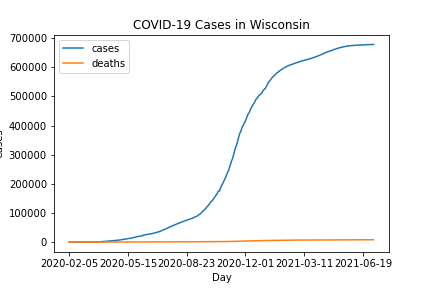 COVID-19 Cases in Wisconsin
700000
600000
500000
400000
300000
200000
100000
0
cases
deaths
cases
2020-02-05 2020-05-15 2020-08-23 2020-12-01 2021-03-11 2021-06-19
Day